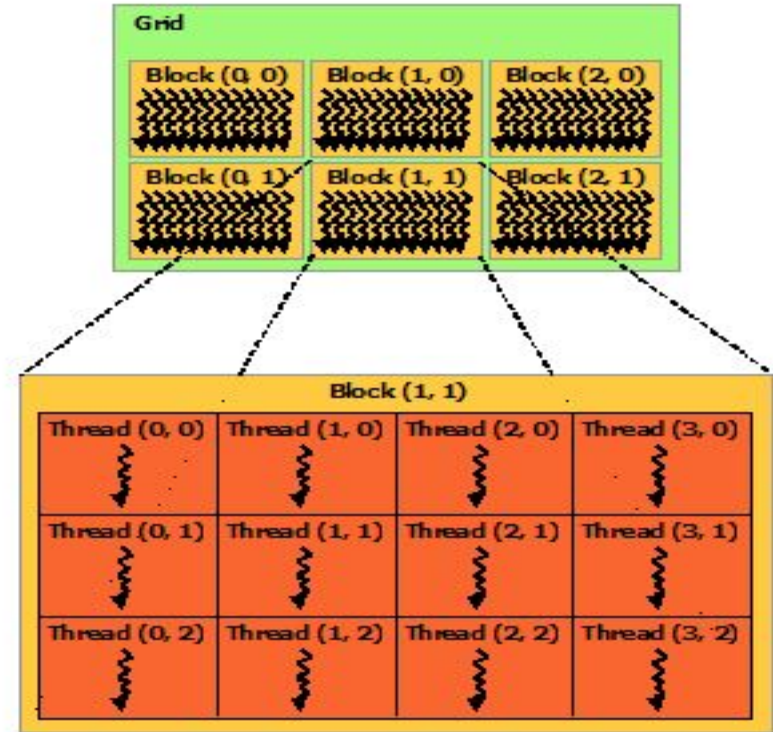 Grid
Block (0, 0) Block (1, 0) Block (2, 0)
Block (0, 1) Block (1, 1) Block (2, 1)
Block (1, 1)
Thread (0, 0) Thread (1, 0) Thread (2, 0) Thread (3, 0)
Thread (0, 1) Thread (1, 1) Thread (2, 1) Thread (3, 1)
Thread (0, 2) Thread (1, 2) Thread (2, 2) Thread (3, 2)